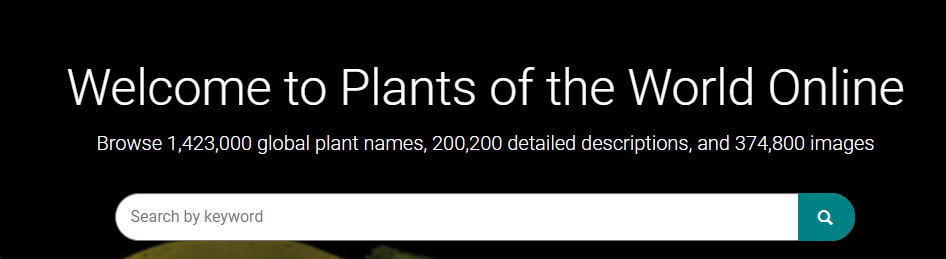 Welcome to Plants of the World Online
Browse 1,423,000 global plant names, 200,200 detailed descriptions, and 374,800 images
Search by keyword